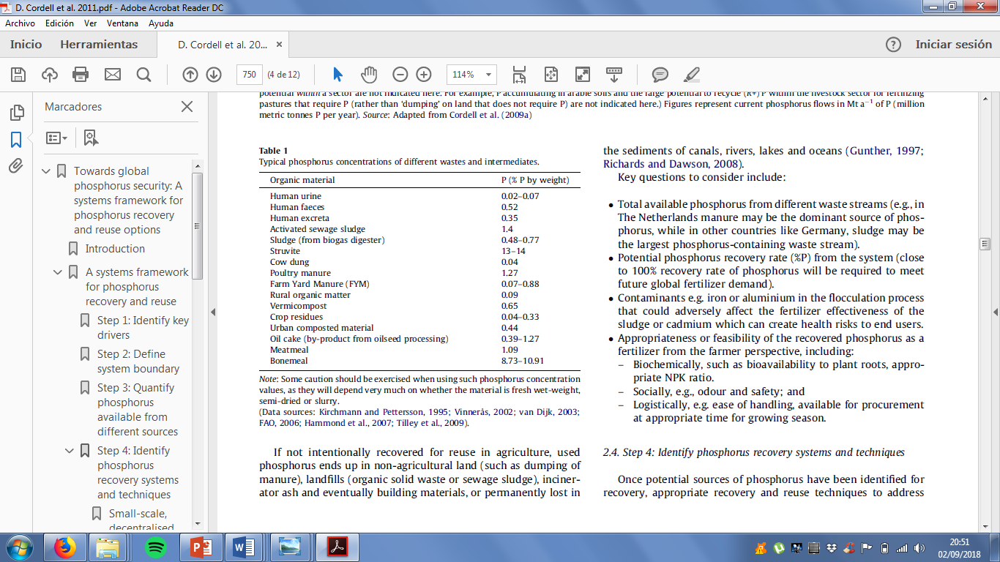 D. Cordell et al. 2011.pdf - Adobe Acrobat Reader DC
Archivo Edición Ver Ventana Ayuda
Inicio Herramientas D. Cordell et al. 20... × Iniciar sesión
750 (4 de 12) 114%
Marcadores
Towards global
phosphorus security: A
systems framework for
phosphorus recovery
and reuse options
Introduction
A systems framework
for phosphorus
recovery and reuse
Step 1: Identify key
drivers
Step 2: Define
system boundary
Step 3: Quantify
phosphorus
available from
different sources
Step 4: Identify
phosphorus
recovery systems
and techniques
Small-scale,
decentralised
potential within a sector are not indicated here. For example, P accumulating in arable soils and the large potential to recycle (R+) P within the livestock sector for fertilizing
pastures that require P (rather than 'dumping' on land that does not require P) are not indicated here.) Figures represent current phosphorus flows in Mt a−1 of P (million
metric tonnes P per year). Source: Adapted from Cordell et al. (2009a)
Table 1
Typical phosphorus concentrations of different wastes and intermediates.
Organic material P (% P by weight)
Human urine 0.02–0.07
Human faeces 0.52
Human excreta 0.35
Activated sewage sludge 1.4
Sludge (from biogas digester) 0.48–0.77
Struvite 13–14
Cow dung 0.04
Poultry manure 1.27
Farm Yard Manure (FYM) 0.07–0.88
Rural organic matter 0.09
Vermicompost 0.65
Crop residues 0.04–0.33
Urban composted material 0.44
Oil cake (by-product from oilseed processing) 0.39–1.27
Meatmeal 1.09
Bonemeal 8.73–10.91
Note: Some caution should be exercised when using such phosphorus concentration
values, as they will depend very much on whether the material is fresh wet-weight,
semi-dried or slurry.
(Data sources: Kirchmann and Pettersson, 1995; Vinnerås, 2002; van Dijk, 2003;
FAO, 2006; Hammond et al., 2007; Tilley et al., 2009).
If not intentionally recovered for reuse in agriculture, used
phosphorus ends up in non-agricultural land (such as dumping of
manure), landfills (organic solid waste or sewage sludge), inciner-
ator ash and eventually building materials, or permanently lost in
the sediments of canals, rivers, lakes and oceans (Gunther, 1997;
Richards and Dawson, 2008).
Key questions to consider include:
• Total available phosphorus from different waste streams (e.g., in
The Netherlands manure may be the dominant source of phos-
phorus, while in other countries like Germany, sludge may be
the largest phosphorus-containing waste stream).
• Potential phosphorus recovery rate (%P) from the system (close
to 100% recovery rate of phosphorus will be required to meet
future global fertilizer demand).
• Contaminants e.g. iron or aluminium in the flocculation process
that could adversely affect the fertilizer effectiveness of the
sludge or cadmium which can create health risks to end users.
• Appropriateness or feasibility of the recovered phosphorus as a
fertilizer from the farmer perspective, including:
– Biochemically, such as bioavailability to plant roots, appro-
priate NPK ratio.
– Socially, e.g., odour and safety; and
– Logistically, e.g. ease of handling, available for procurement
at appropriate time for growing season.
2.4. Step 4: Identify phosphorus recovery systems and techniques
Once potential sources of phosphorus have been identified for
recovery, appropriate recovery and reuse techniques to address
20:51
02/09/2018